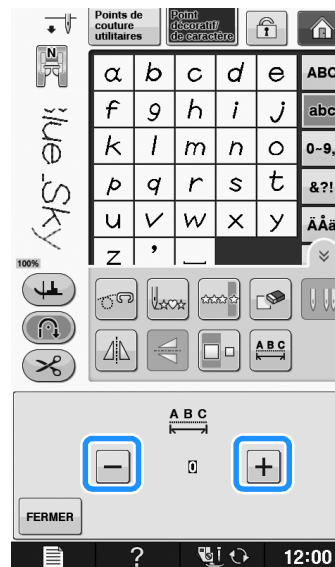 Points de couture utilitaires
Point décoratif/ de caractère
N
lue_Sky
100%
a b c d e
f g h i j
k l m n o
p q r s t
u v w x y
z ’ _
ABC
abc
0~9,
&?!
ÄÅä
ABC
A B C
− 0 +
FERMER
? 12:00